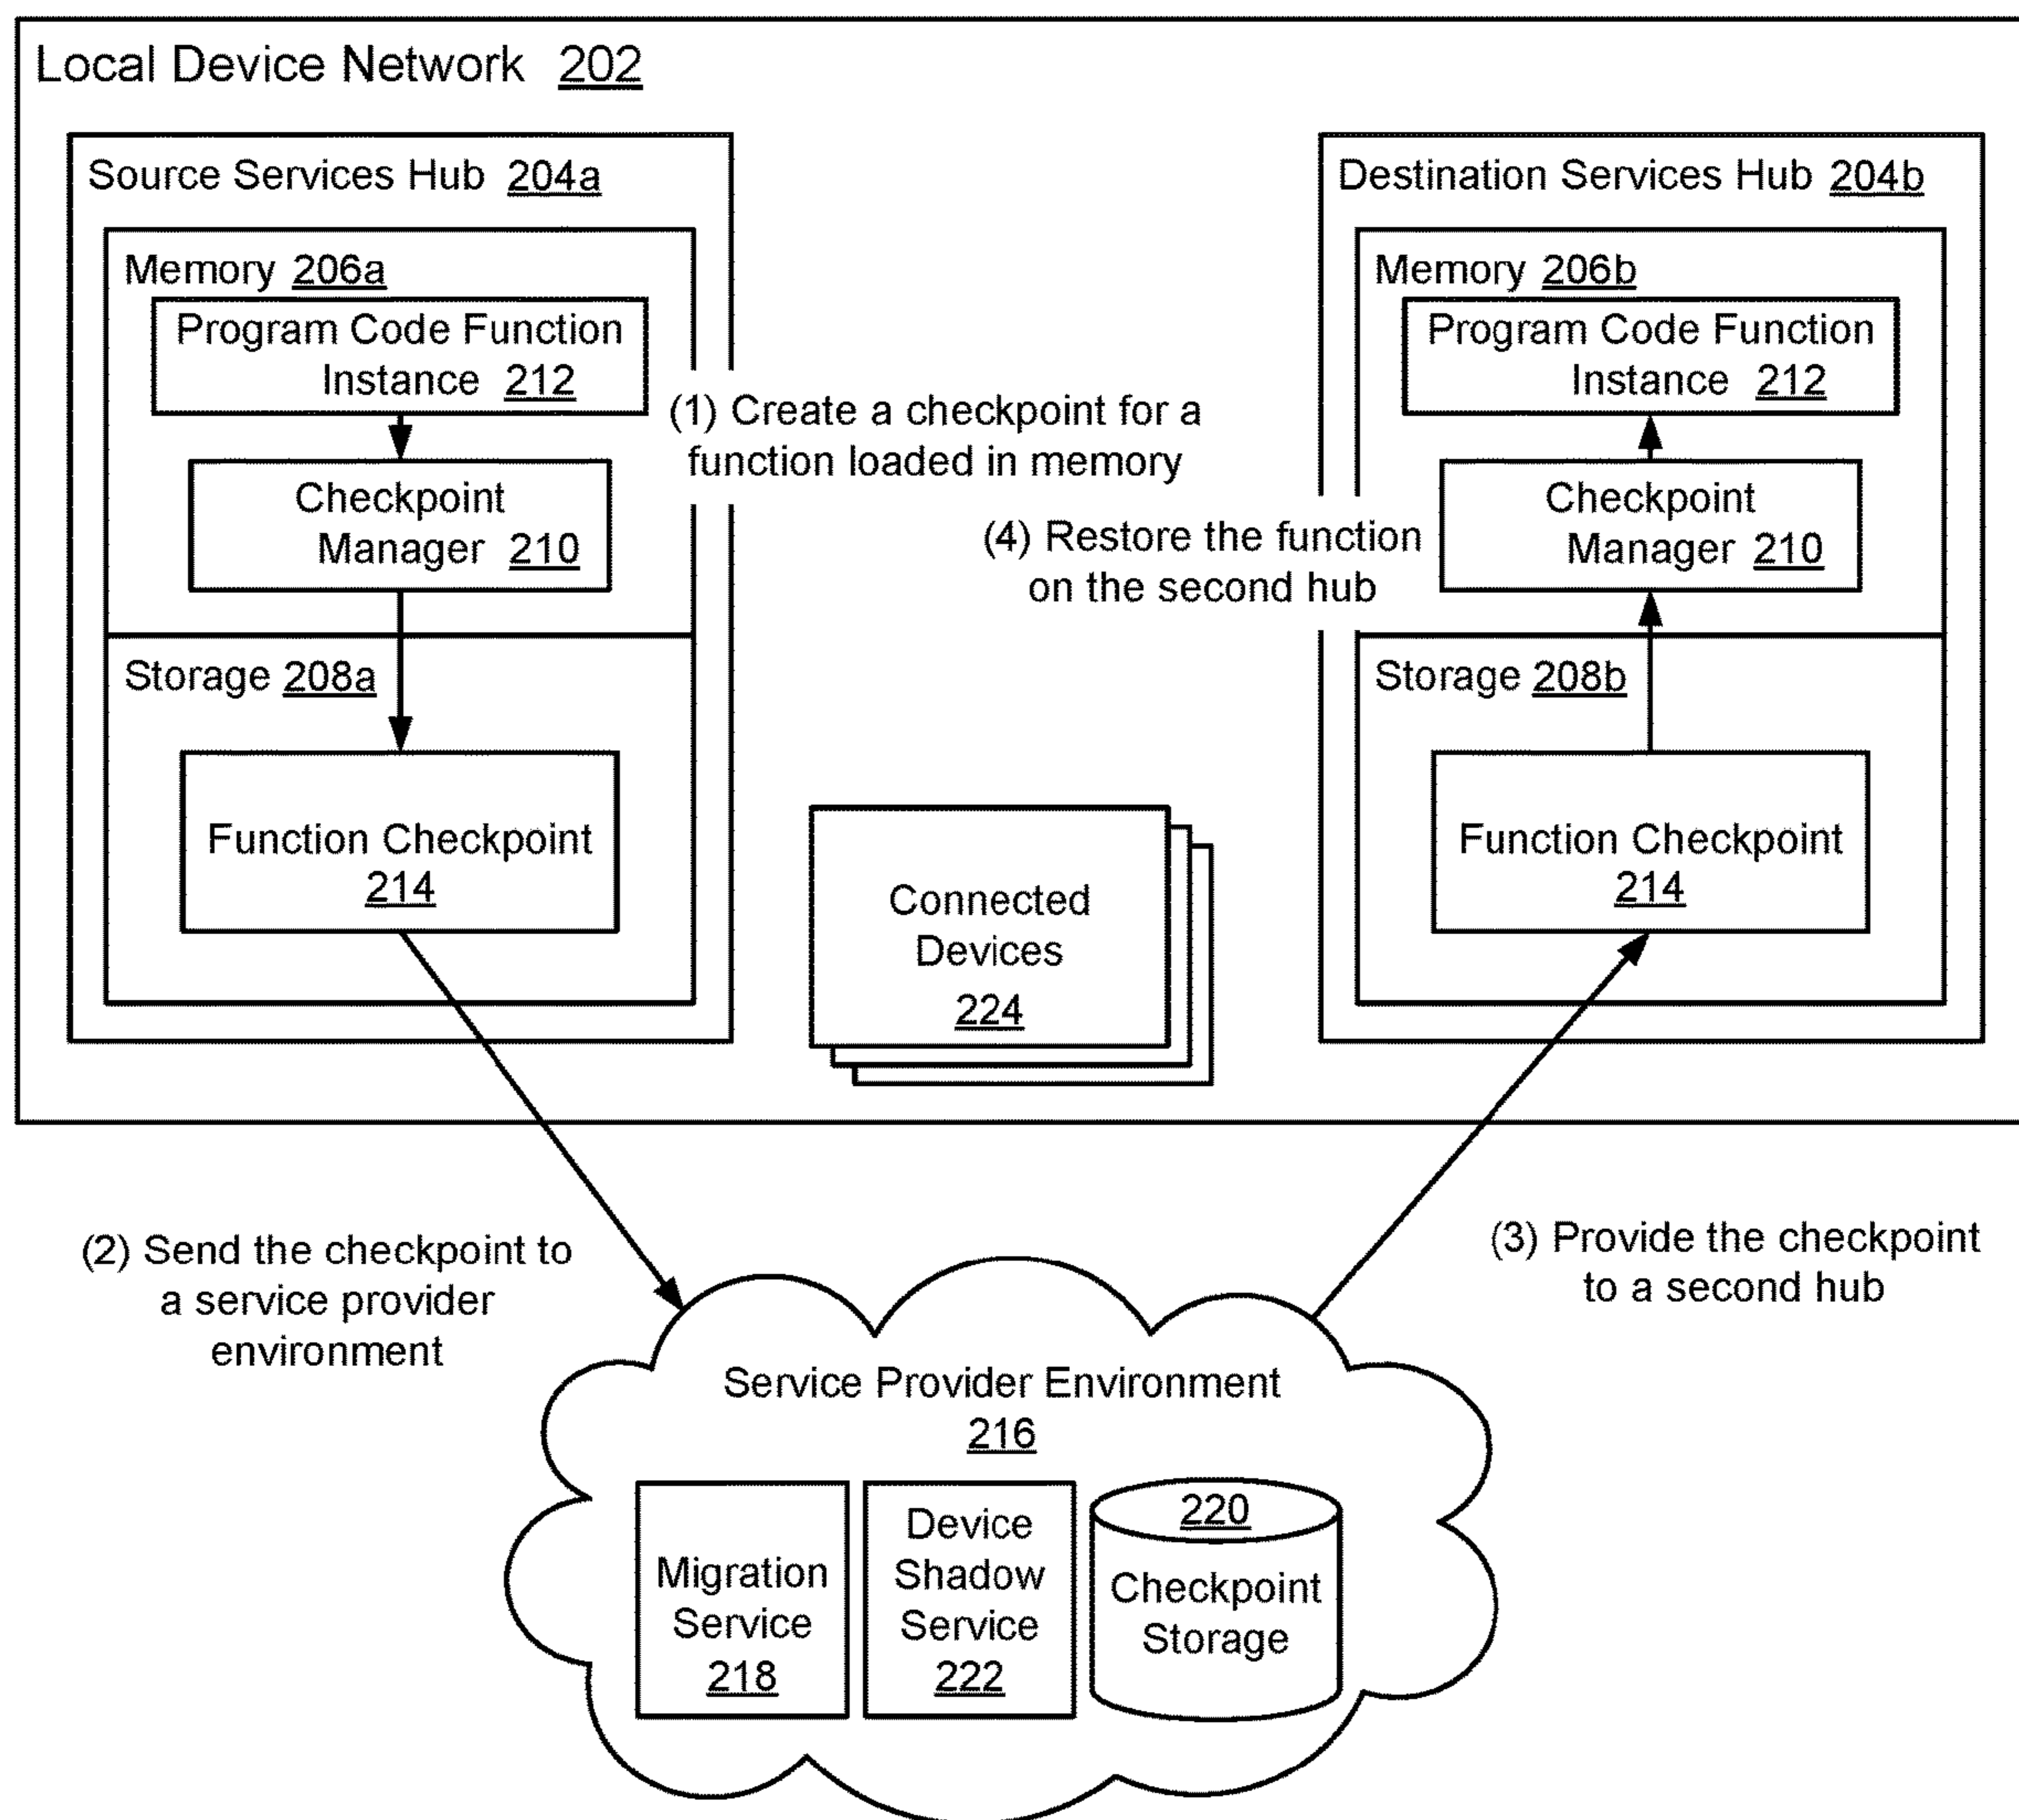 Local Device Network 202
Source Services Hub 204a
Memory 206a
Program Code Function
Instance 212
Checkpoint
Manager 210
Storage 208a
Function Checkpoint
214
(1) Create a checkpoint for a
function loaded in memory
Destination Services Hub 204b
Memory 206b
Program Code Function
Instance 212
Checkpoint
Manager 210
(4) Restore the function
on the second hub
Storage 208b
Function Checkpoint
214
Connected
Devices
224
(2) Send the checkpoint to
a service provider
environment
(3) Provide the checkpoint
to a second hub
Service Provider Environment
216
Migration
Service
218
Device
Shadow
Service
222
220
Checkpoint
Storage